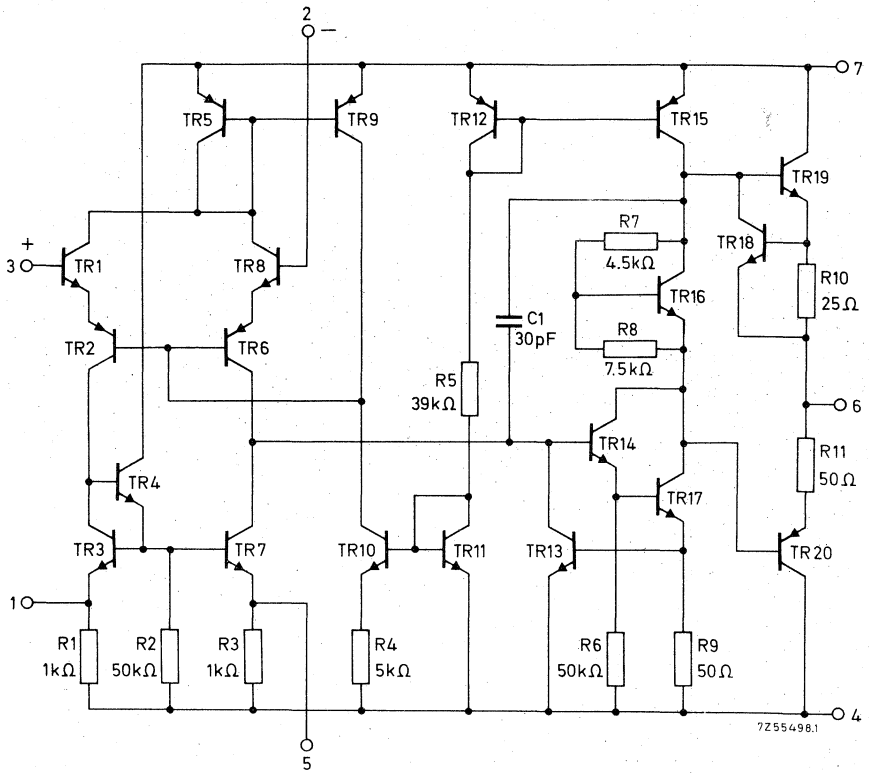 2
−
7
TR5
TR9
TR12
TR15
TR19
+
3
TR1
TR8
R7
4.5kΩ
TR18
R10
25Ω
TR16
TR2
TR6
C1
30pF
R8
7.5kΩ
R5
39kΩ
6
TR14
R11
50Ω
TR4
TR17
TR3
TR7
TR10
TR11
TR13
TR20
1
R1
1kΩ
R2
50kΩ
R3
1kΩ
R4
5kΩ
R6
50kΩ
R9
50Ω
4
7Z55498.1
5